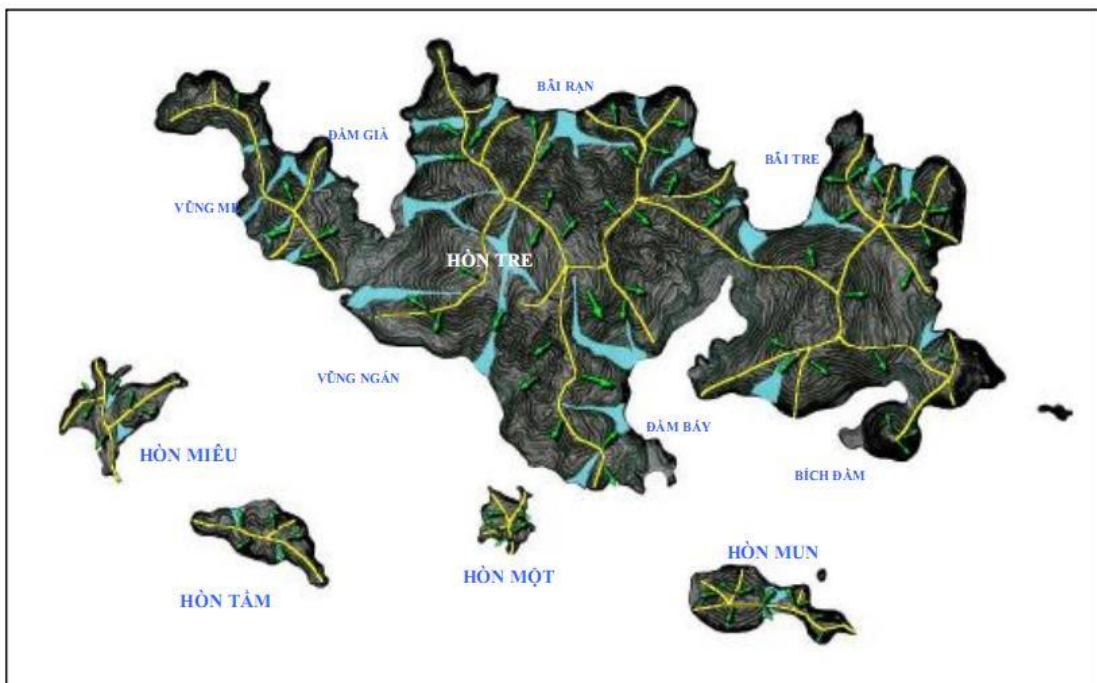 BÃI RẠN
ĐẦM GIÀ
BÃI TRE
VŨNG ME
HÒN TRE
VŨNG NGÁN
ĐẦM BẤY
HÒN MIỄU
BÍCH ĐẦM
HÒN MUN
HÒN MỘT
HÒN TẰM